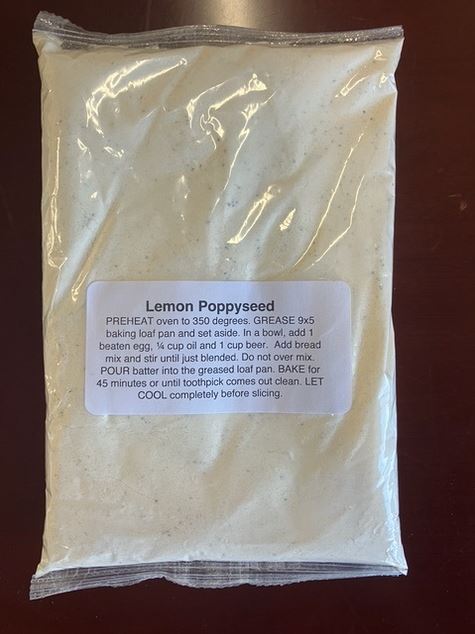 Lemon Poppyseed
PREHEAT oven to 350 degrees. GREASE 9x5
baking loaf pan and set aside. In a bowl, add 1
beaten egg, ¼ cup oil and 1 cup beer. Add bread
mix and stir until just blended. Do not over mix.
POUR batter into the greased loaf pan. BAKE for
45 minutes or until toothpick comes out clean. LET
COOL completely before slicing.